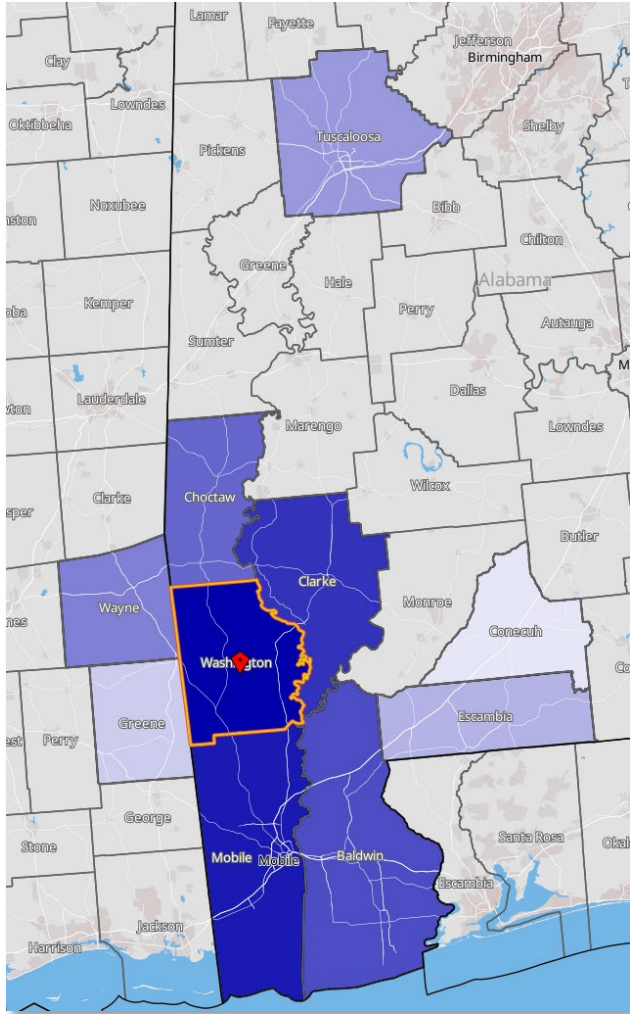 Lamar
Fayette
Jefferson
Birmingham
Clay
Lowndes
Oktibbeha
Pickens
Tuscaloosa
Shelby
Noxubee
Bibb
Chilton
Greene
Hale
Alabama
Kemper
Perry
Autauga
Sumter
Lauderdale
Dallas
Marengo
Lowndes
Clarke
Choctaw
Wilcox
Butler
Clarke
Wayne
Monroe
Conecuh
Washington
Greene
Escambia
Perry
George
Stone
Mobile
Mobile
Baldwin
Santa Rosa
Escambia
Jackson
Harrison